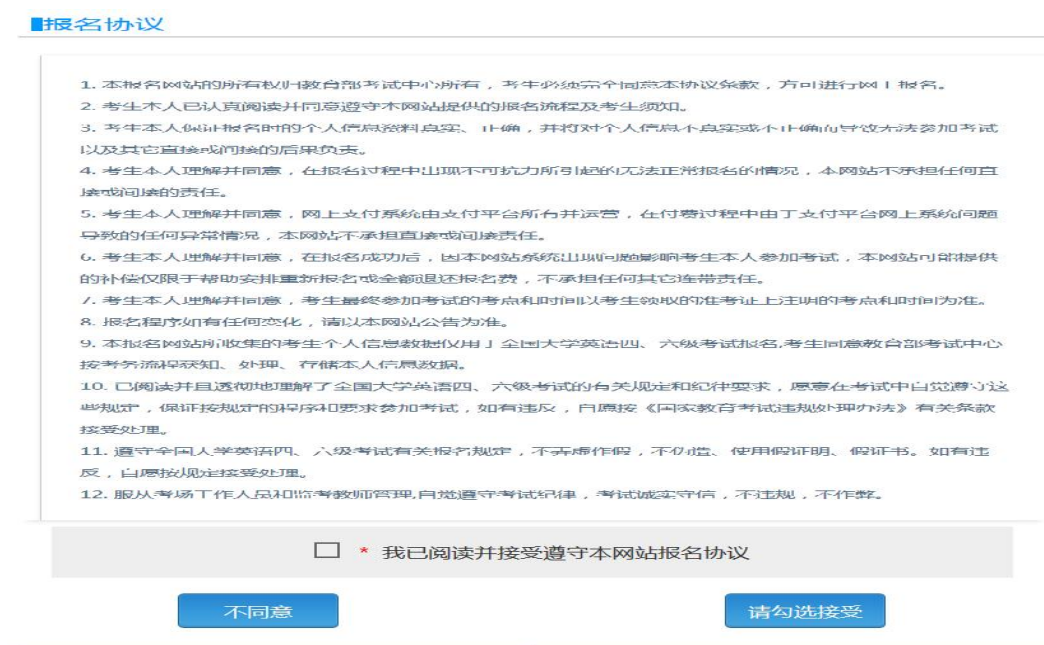 报名协议
1. 本报名网站的所有权归教育部考试中心所有，考生必须完全同意本协议条款，方可进行网上报名。
2. 考生本人已认真阅读并同意遵守本网站提供的报名流程及考生须知。
3. 考生本人保证报名时的个人信息资料真实、正确，并将对个人信息不真实或不正确而导致无法参加考试
以及其它直接或间接的后果负责。
4. 考生本人理解并同意，在报名过程中出现不可抗力所引起的无法正常报名的情况，本网站不承担任何直
接或间接的责任。
5. 考生本人理解并同意，网上支付系统由支付平台所有并运营，在付费过程中由于支付平台网上系统问题
导致的任何异常情况，本网站不承担直接或间接责任。
6. 考生本人理解并同意，在报名成功后，因本网站系统出现问题影响考生本人参加考试，本网站可能提供
的补偿仅限于帮助安排重新报名或全额退还报名费，不承担任何其它连带责任。
7. 考生本人理解并同意，考生最终参加考试的考点和时间以考生领取的准考证上注明的考点和时间为准。
8. 报名程序如有任何变化，请以本网站公告为准。
9. 本报名网站所收集的考生个人信息数据仅用于全国大学英语四、六级考试报名,考生同意教育部考试中心
按考务流程获知、处理、存储本人信息数据。
10. 已阅读并且透彻地理解了全国大学英语四、六级考试的有关规定和纪律要求，愿意在考试中自觉遵守这
些规定，保证按规定的程序和要求参加考试，如有违反，自愿按《国家教育考试违规处理办法》有关条款
接受处理。
11. 遵守全国大学英语四、六级考试有关报名规定，不弄虚作假，不伪造、使用假证明、假证书。如有违
反，自愿按规定接受处理。
12. 服从考场工作人员和监考教师管理,自觉遵守考试纪律，考试诚实守信，不违规，不作弊。
* 我已阅读并接受遵守本网站报名协议
不同意
请勾选接受